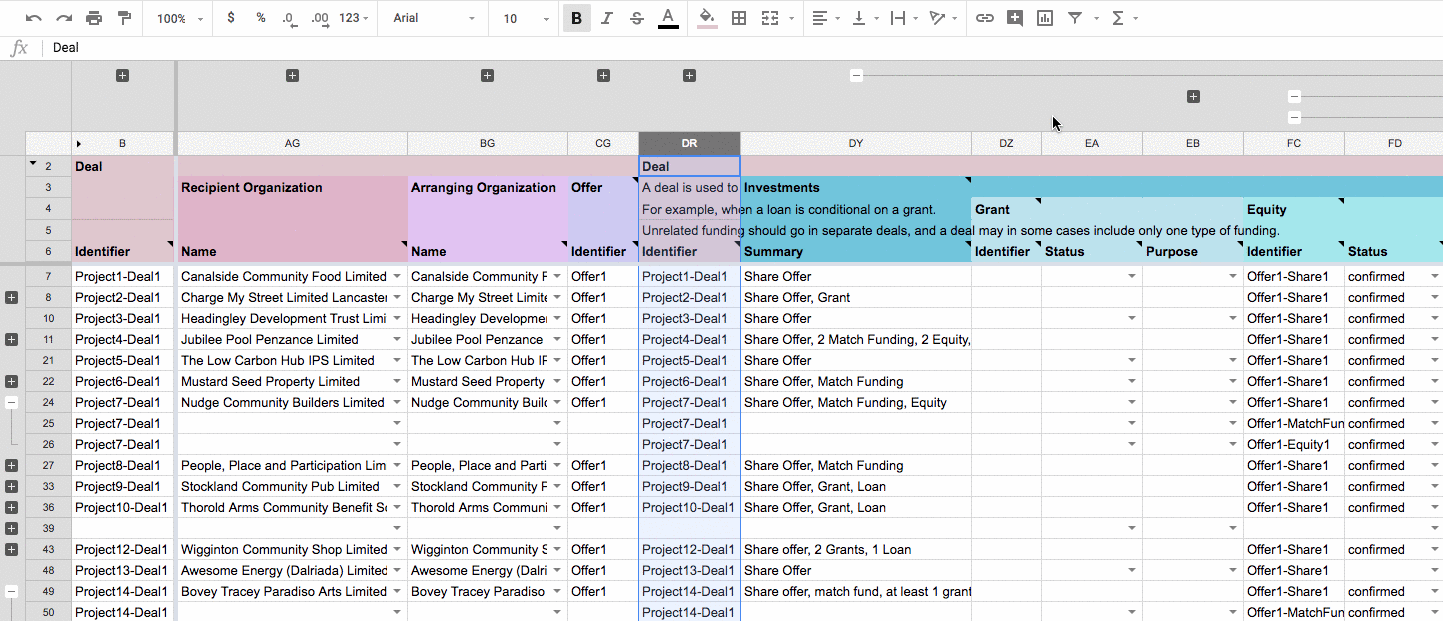 100% $ % .0 .00 123 Arial 10 B I S A
fx Deal
B AG BG CG DR DY DZ EA EB FC FD
2 Deal Deal
3 Recipient Organization Arranging Organization Offer A deal is used to Investments
4 For example, when a loan is conditional on a grant. Grant Equity
5 Unrelated funding should go in separate deals, and a deal may in some cases include only one type of funding.
6 Identifier Name Name Identifier Identifier Summary Identifier Status Purpose Identifier Status
7 Project1-Deal1 Canalside Community Food Limited Canalside Community F Offer1 Project1-Deal1 Share Offer Offer1-Share1 confirmed
8 Project2-Deal1 Charge My Street Limited Lancaster Charge My Street Limite Offer1 Project2-Deal1 Share Offer, Grant Offer1-Share1 confirmed
10 Project3-Deal1 Headingley Development Trust Limi Headingley Developme Offer1 Project3-Deal1 Share Offer Offer1-Share1 confirmed
11 Project4-Deal1 Jubilee Pool Penzance Limited Jubilee Pool Penzance Offer1 Project4-Deal1 Share Offer, 2 Match Funding, 2 Equity, Offer1-Share1 confirmed
21 Project5-Deal1 The Low Carbon Hub IPS Limited The Low Carbon Hub IF Offer1 Project5-Deal1 Share Offer Offer1-Share1 confirmed
22 Project6-Deal1 Mustard Seed Property Limited Mustard Seed Property Offer1 Project6-Deal1 Share Offer, Match Funding Offer1-Share1 confirmed
24 Project7-Deal1 Nudge Community Builders Limited Nudge Community Builc Offer1 Project7-Deal1 Share Offer, Match Funding, Equity Offer1-Share1 confirmed
25 Project7-Deal1 Project7-Deal1 Offer1-MatchFun confirmed
26 Project7-Deal1 Project7-Deal1 Offer1-Equity1 confirmed
27 Project8-Deal1 People, Place and Participation Lim People, Place and Parti Offer1 Project8-Deal1 Share Offer, Match Funding Offer1-Share1 confirmed
33 Project9-Deal1 Stockland Community Pub Limited Stockland Community F Offer1 Project9-Deal1 Share Offer, Grant, Loan Offer1-Share1 confirmed
36 Project10-Deal1 Thorold Arms Community Benefit So Thorold Arms Communi Offer1 Project10-Deal1 Share Offer, Grant, Loan Offer1-Share1 confirmed
39
43 Project12-Deal1 Wigginton Community Shop Limited Wigginton Community S Offer1 Project12-Deal1 Share offer, 2 Grants, 1 Loan Offer1-Share1 confirmed
48 Project13-Deal1 Awesome Energy (Dalriada) Limited Awesome Energy (Dalri Offer1 Project13-Deal1 Share Offer Offer1-Share1 confirmed
49 Project14-Deal1 Bovey Tracey Paradiso Arts Limited Bovey Tracey Paradiso Offer1 Project14-Deal1 Share offer, match fund, at least 1 grant Offer1-Share1 confirmed
50 Project14-Deal1 Project14-Deal1 Offer1-MatchFun confirmed